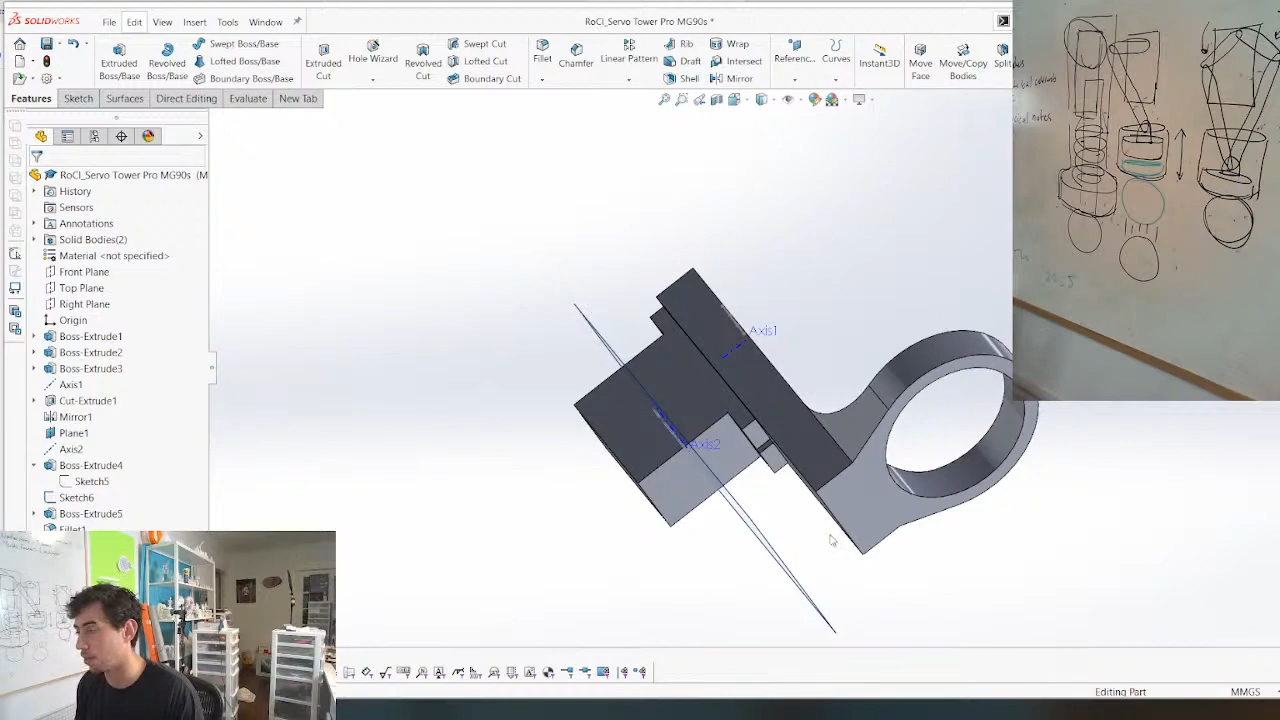 SOLIDWORKS File Edit View Insert Tools Window RoCI_Servo Tower Pro MG90s *
Extruded Boss/Base Revolved Boss/Base Swept Boss/Base Lofted Boss/Base Boundary Boss/Base Extruded Cut Hole Wizard Revolved Cut Swept Cut Lofted Cut Boundary Cut Fillet Chamfer Linear Pattern Rib Draft Shell Wrap Intersect Mirror Referenc... Curves Instant3D Move Face Move/Copy Bodies
Features Sketch Surfaces Direct Editing Evaluate New Tab
RoCI_Servo Tower Pro MG90s (M
History
Sensors
Annotations
Solid Bodies(2)
Material <not specified>
Front Plane
Top Plane
Right Plane
Origin
Boss-Extrude1
Boss-Extrude2
Boss-Extrude3
Axis1
Cut-Extrude1
Mirror1
Plane1
Axis2
Boss-Extrude4
Sketch5
Sketch6
Boss-Extrude5
Fillet1
Axis1
Axis2
notes
Editing Part MMGS